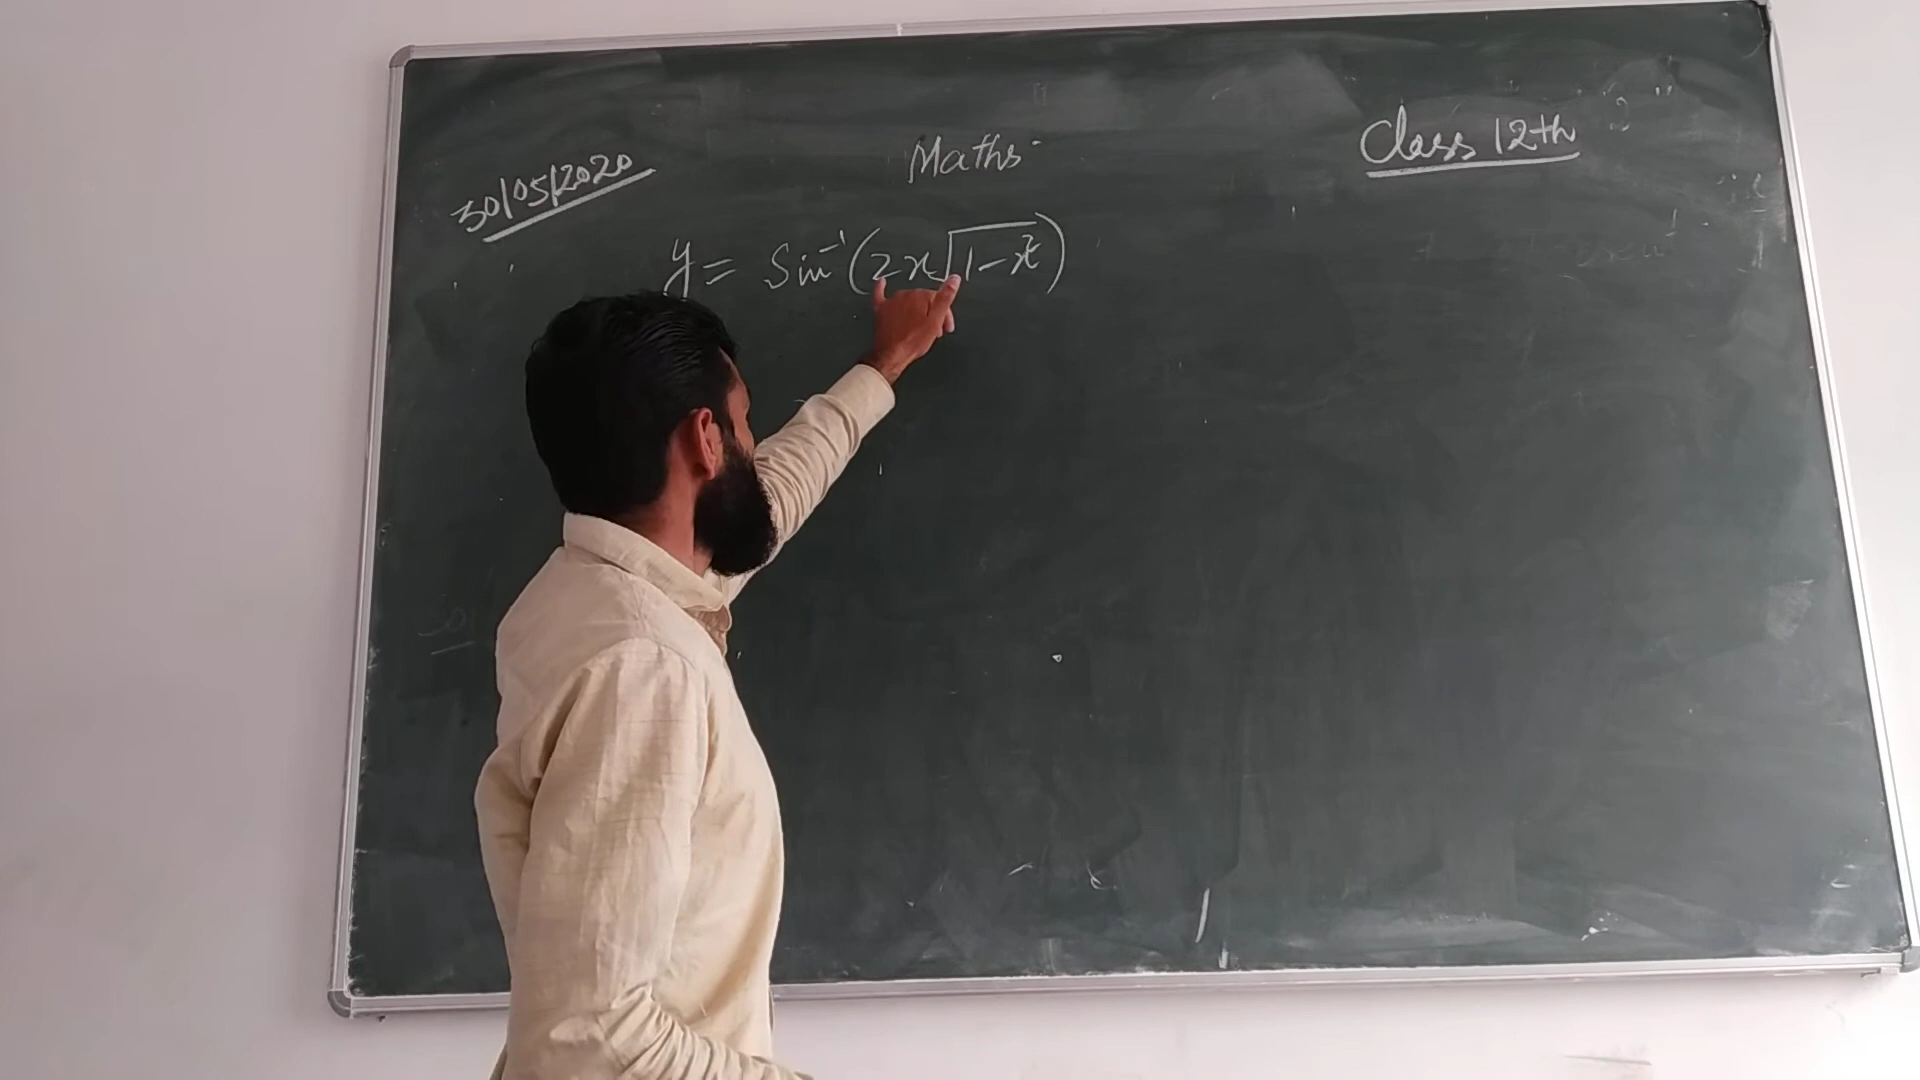 30/05/2020 Maths Class 12th
y = Sin⁻¹(2x√1-x²)